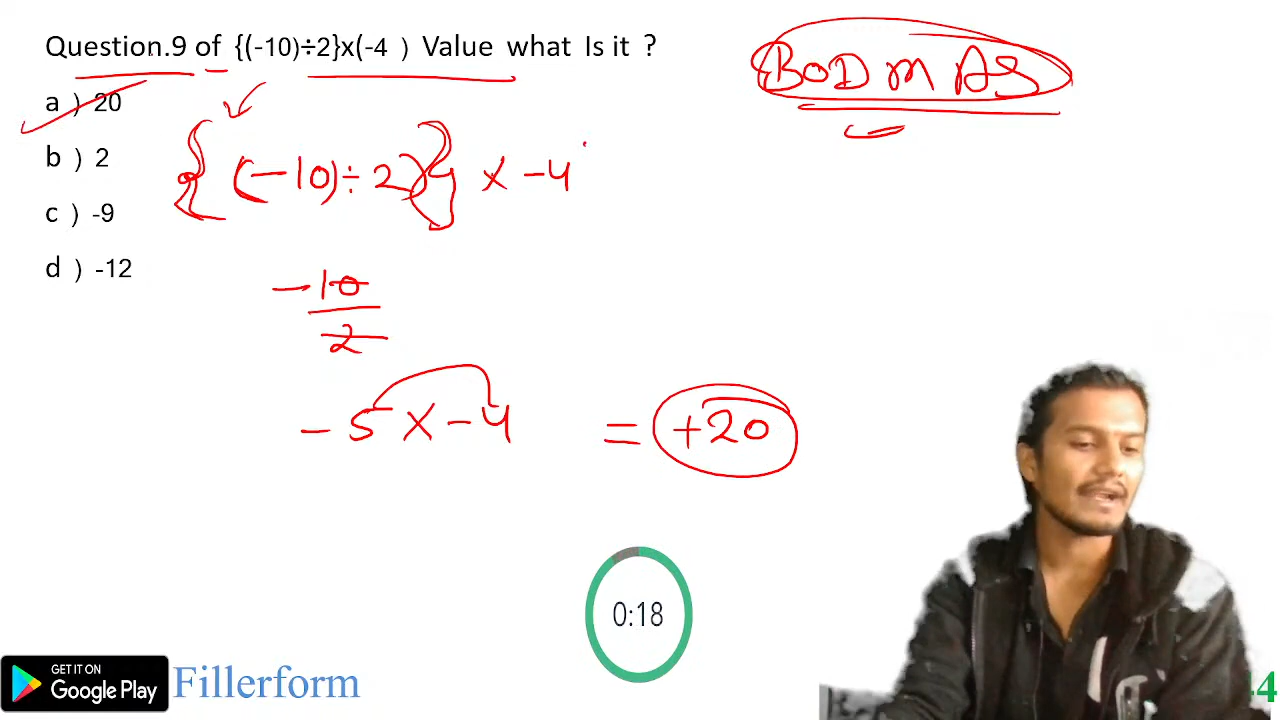 Question.9 of {(-10)÷2}x(-4 ) Value what Is it ?
BODMAS
a ) 20
b ) 2
c ) -9
d ) -12
{(-10)÷2)} x -4
-10
2
-5 x -4 = +20
0:18
GET IT ON
Google Play
Fillerform